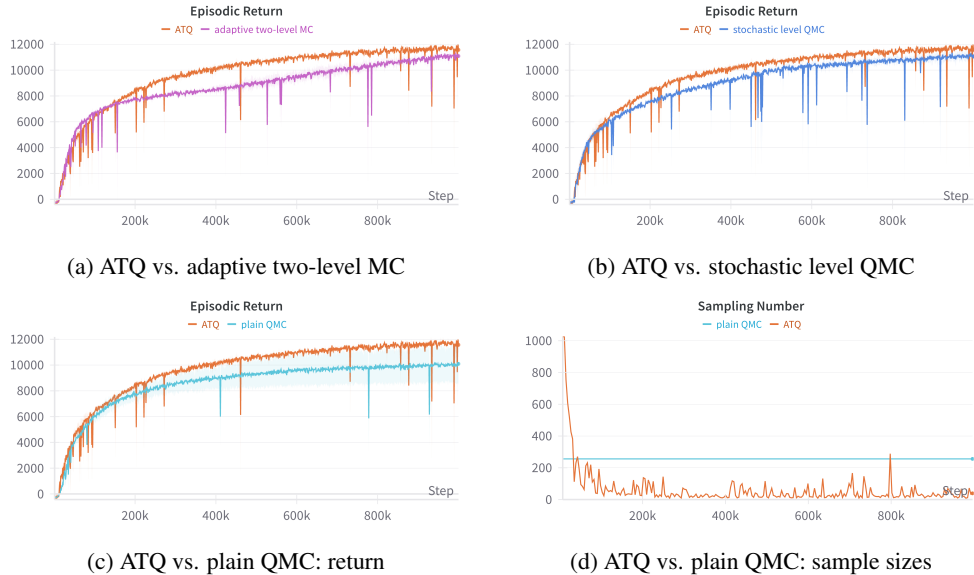 Episodic Return
ATQ adaptive two-level MC
12000
10000
8000
6000
4000
2000
0
Step
200k 400k 600k 800k
(a) ATQ vs. adaptive two-level MC
Episodic Return
ATQ stochastic level QMC
12000
10000
8000
6000
4000
2000
0
Step
200k 400k 600k 800k
(b) ATQ vs. stochastic level QMC
Episodic Return
ATQ plain QMC
12000
10000
8000
6000
4000
2000
0
Step
200k 400k 600k 800k
(c) ATQ vs. plain QMC: return
Sampling Number
plain QMC ATQ
1000
800
600
400
200
0
Step
200k 400k 600k 800k
(d) ATQ vs. plain QMC: sample sizes